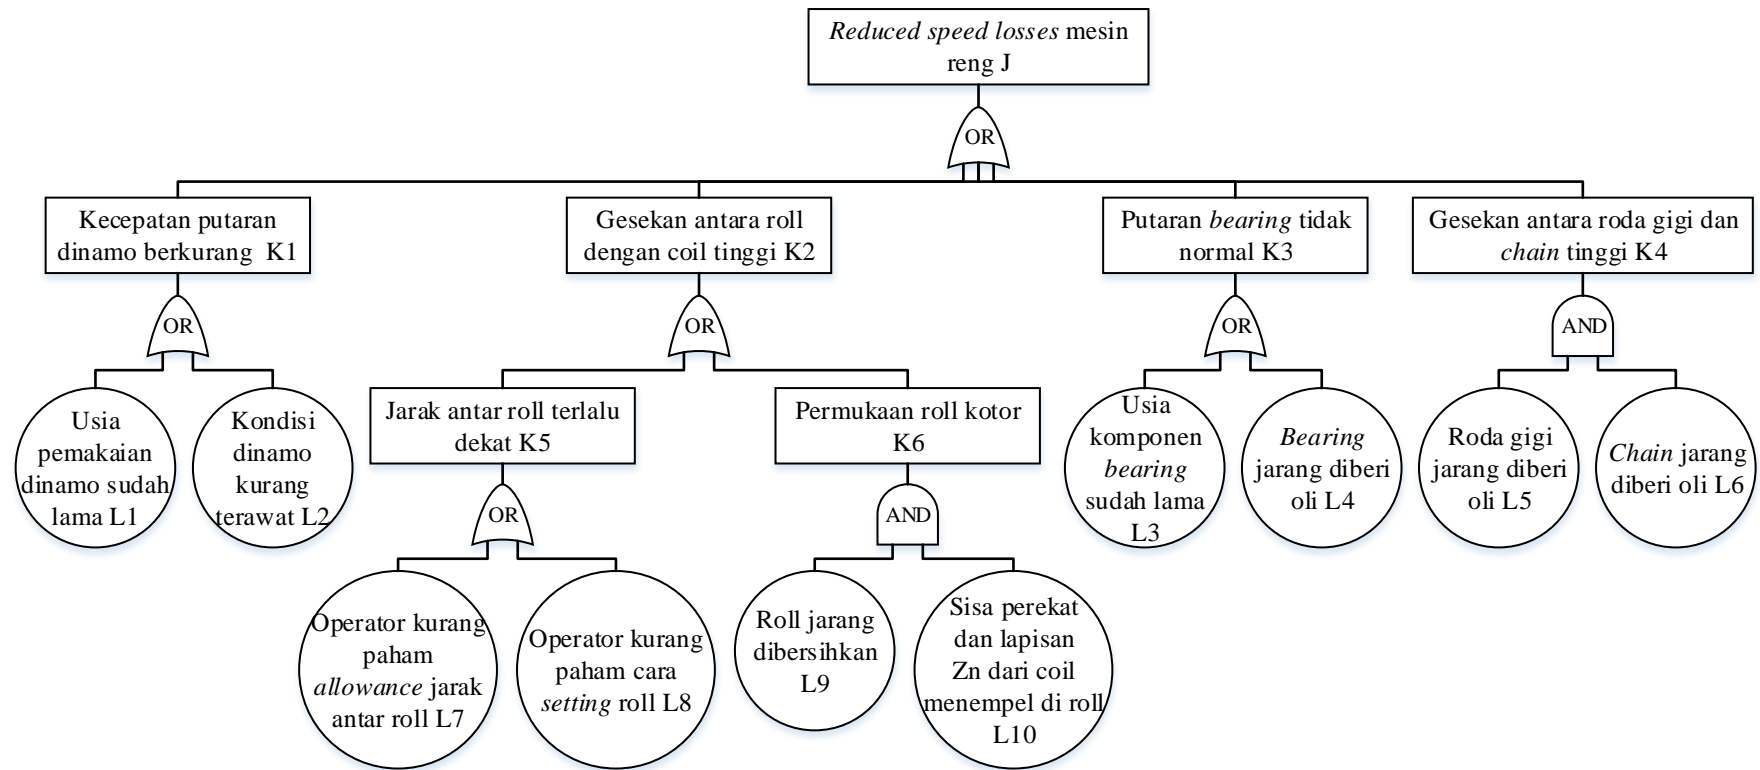 Reduced speed losses mesin
reng J
OR
Kecepatan putaran
dinamo berkurang K1
Gesekan antara roll
dengan coil tinggi K2
Putaran bearing tidak
normal K3
Gesekan antara roda gigi dan
chain tinggi K4
OR
OR
OR
AND
Usia
pemakaian
dinamo sudah
lama L1
Kondisi
dinamo
kurang
terawat L2
Jarak antar roll terlalu
dekat K5
Permukaan roll kotor
K6
Usia
komponen
bearing
sudah lama
L3
Bearing
jarang diberi
oli L4
Roda gigi
jarang diberi
oli L5
Chain jarang
diberi oli L6
OR
AND
Operator kurang
paham
allowance jarak
antar roll L7
Operator kurang
paham cara
setting roll L8
Roll jarang
dibersihkan
L9
Sisa perekat
dan lapisan
Zn dari coil
menempel di roll
L10